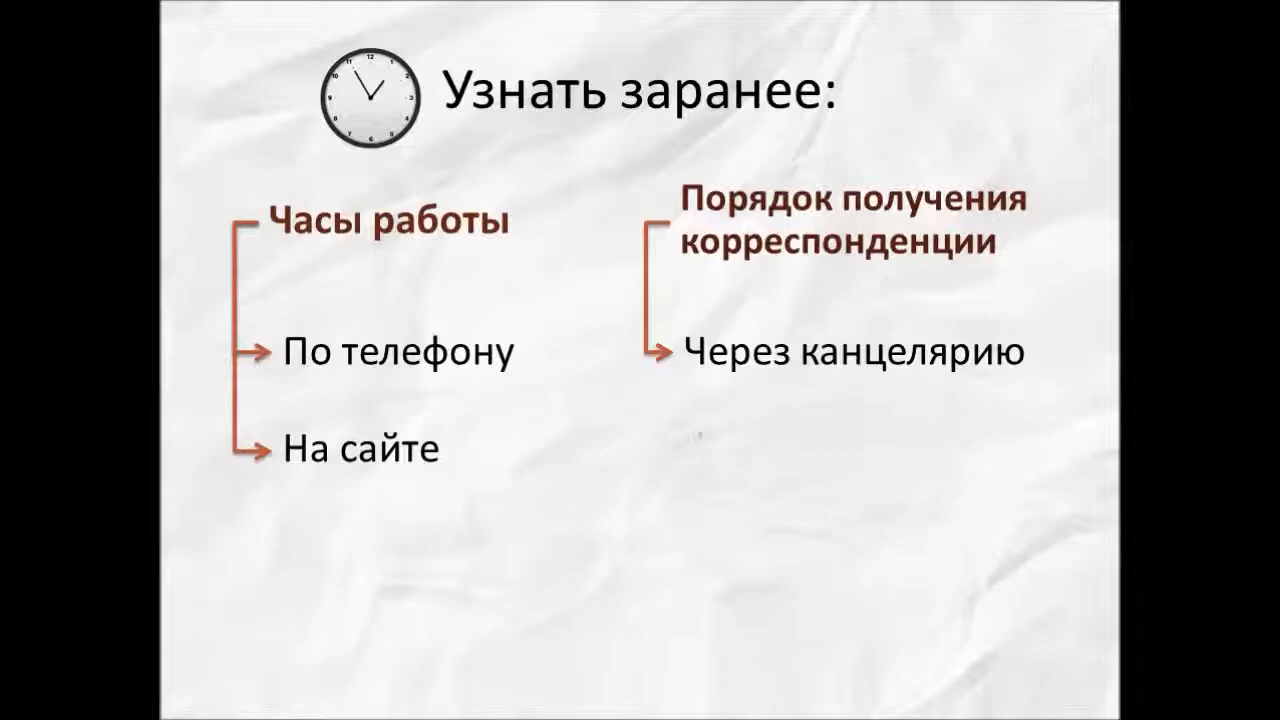 Узнать заранее:
Часы работы
По телефону
На сайте
Порядок получения
корреспонденции
Через канцелярию